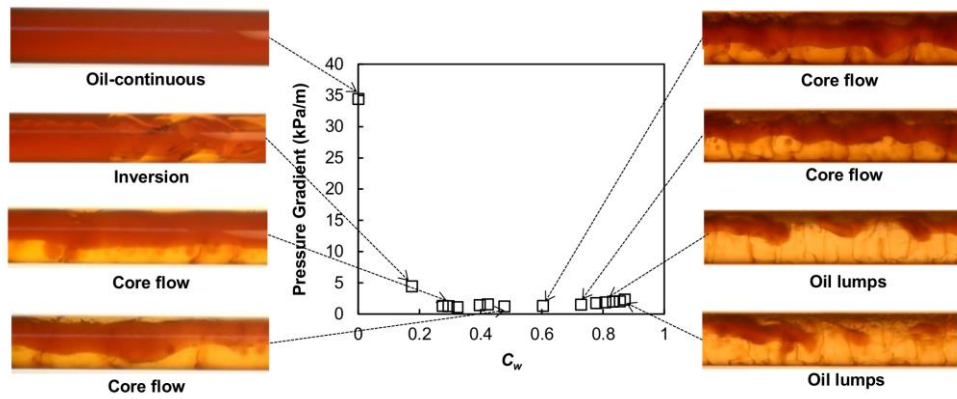 Oil-continuous
Inversion
Core flow
Core flow
Pressure Gradient (kPa/m)
40
35
30
25
20
15
10
5
0
0
0.2
0.4
0.6
0.8
1
C_w
Core flow
Core flow
Oil lumps
Oil lumps